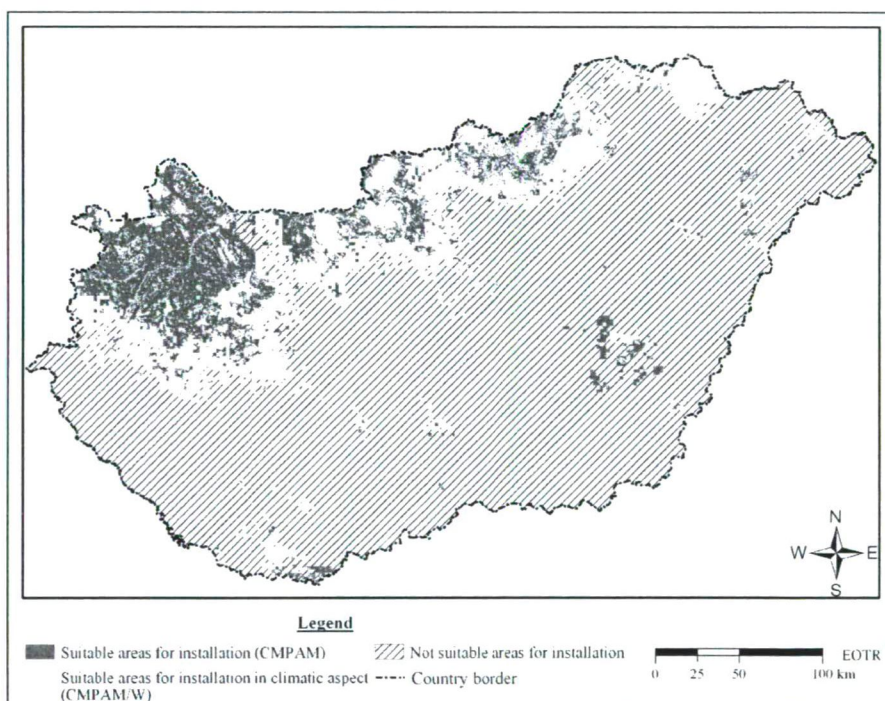 N
W E
S
Legend
Suitable areas for installation (CMPAM)
Suitable areas for installation in climatic aspect
(CMPAM/W)
Not suitable areas for installation
Country border
EOTR
0 25 50 100 km